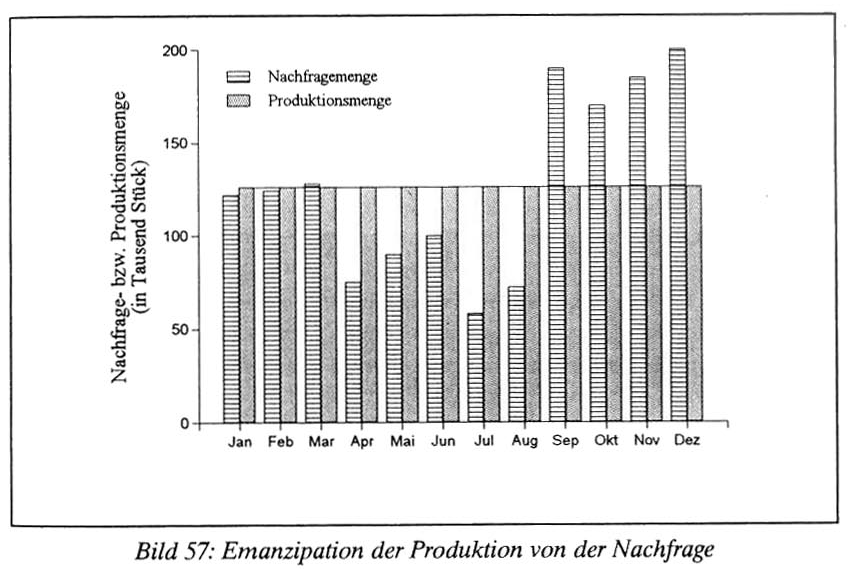 200
150
100
50
0
Nachfrage- bzw. Produktionsmenge
(in Tausend Stück)
Nachfragemenge
Produktionsmenge
Jan Feb Mar Apr Mai Jun Jul Aug Sep Okt Nov Dez
Bild 57: Emanzipation der Produktion von der Nachfrage